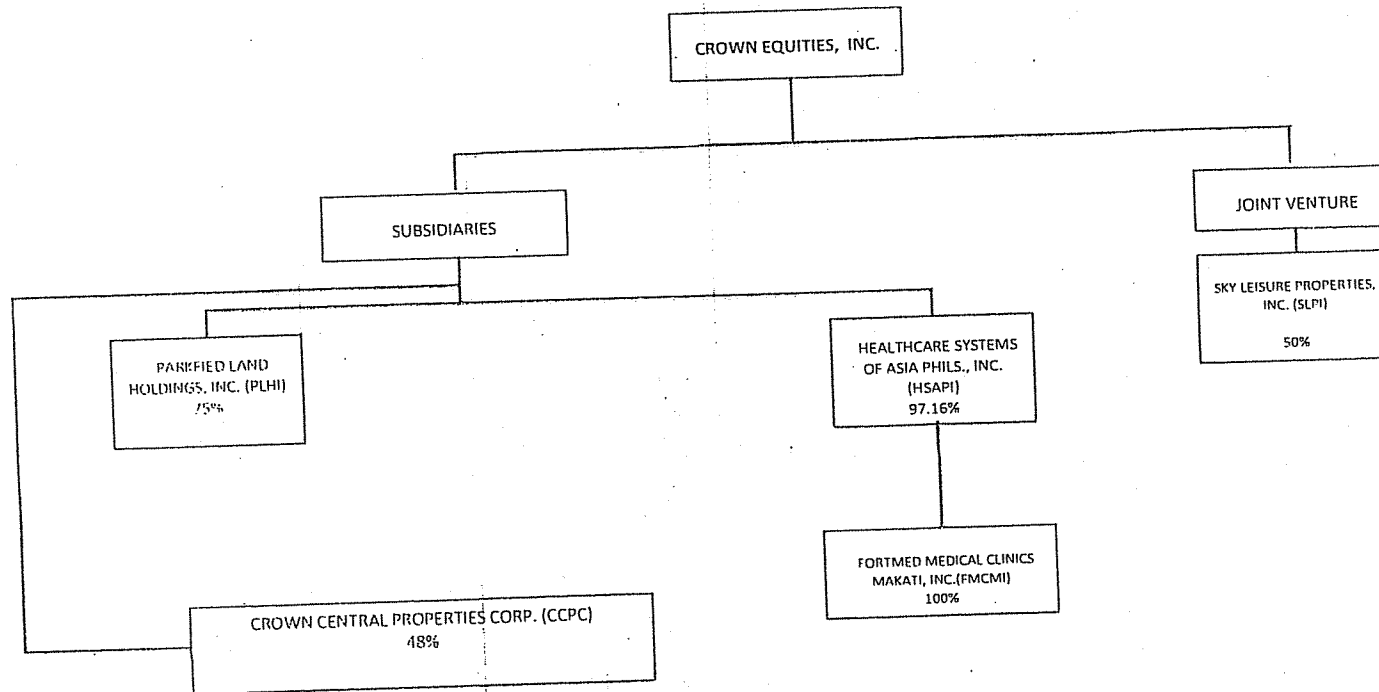 CROWN EQUITIES, INC.
SUBSIDIARIES
JOINT VENTURE
SKY LEISURE PROPERTIES,
INC. (SLPI)
50%
PARKFIED LAND
HOLDINGS, INC. (PLHI)
75%
HEALTHCARE SYSTEMS
OF ASIA PHILS., INC.
(HSAPI)
97.16%
FORTMED MEDICAL CLINICS
MAKATI, INC.(FMCMI)
100%
CROWN CENTRAL PROPERTIES CORP. (CCPC)
48%